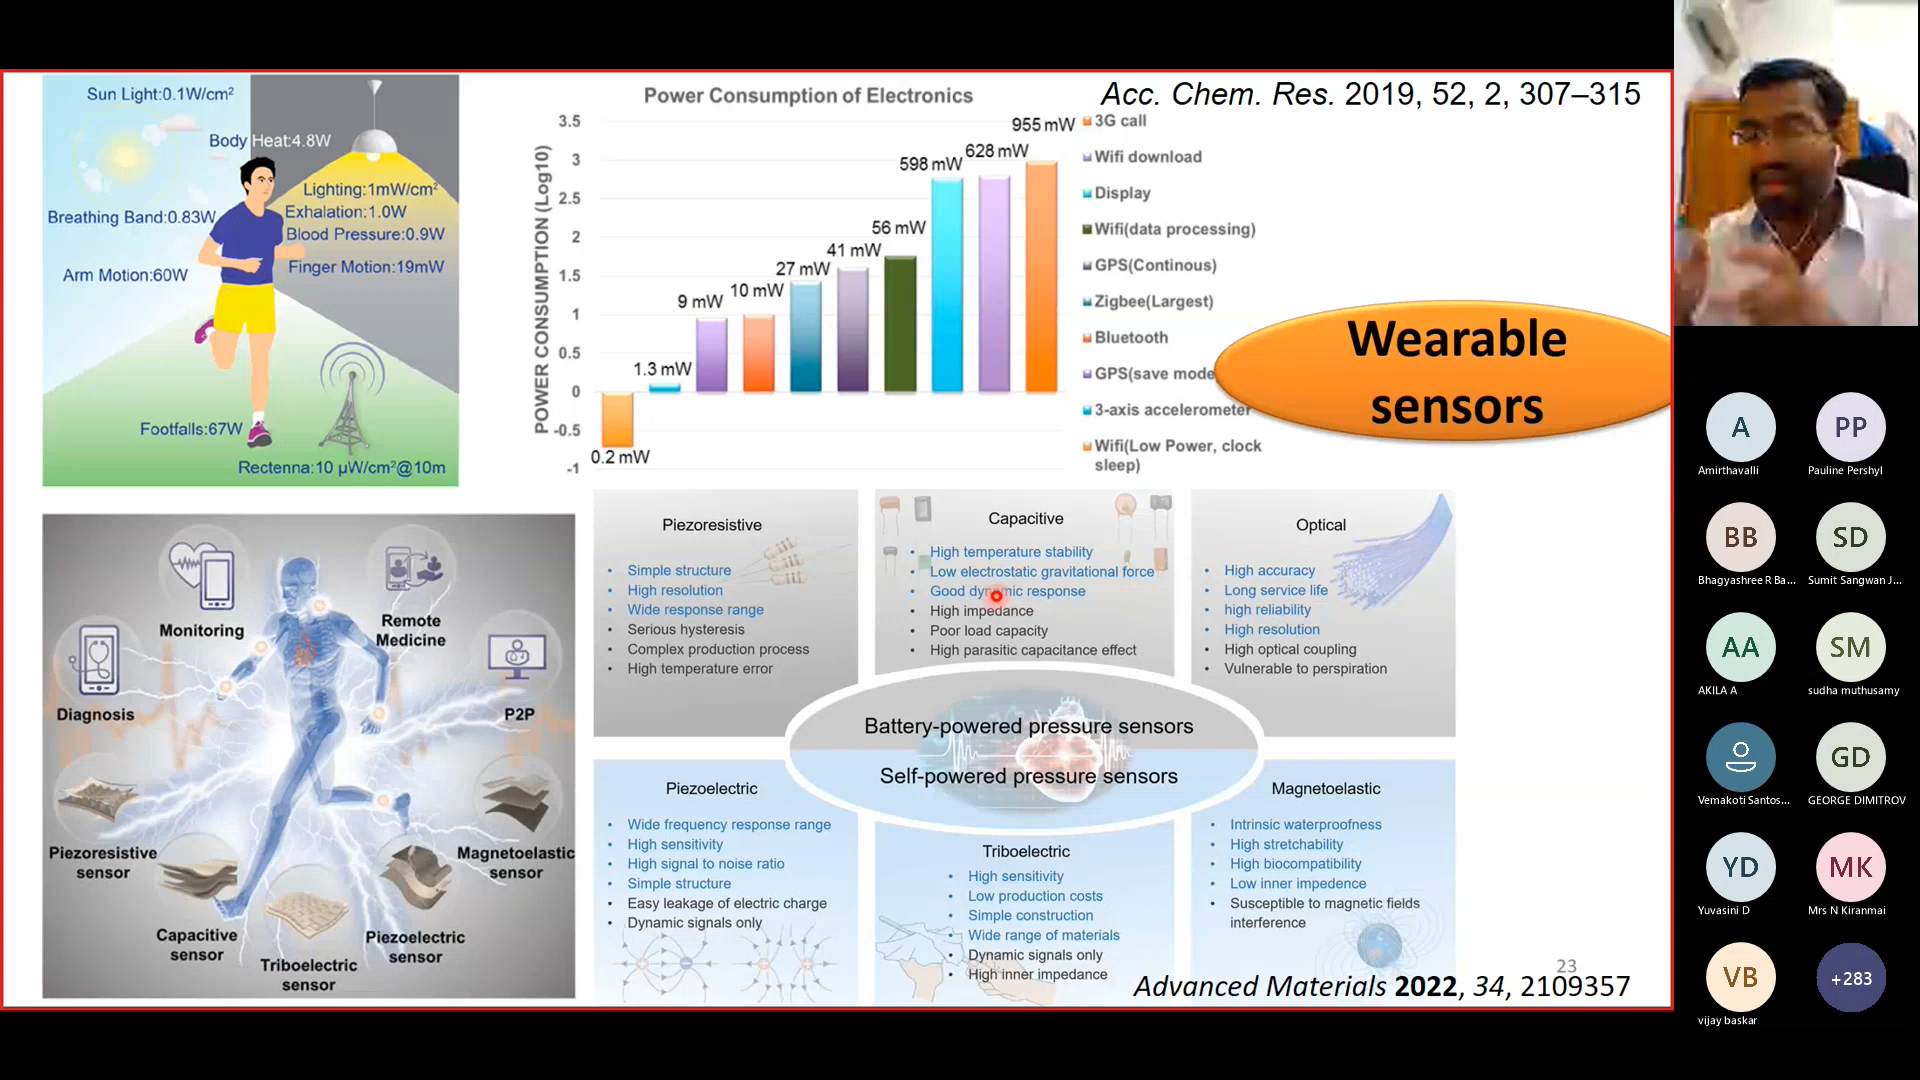 Sun Light:0.1W/cm²
Body Heat:4.8W
Lighting:1mW/cm²
Exhalation:1.0W
Breathing Band:0.83W
Blood Pressure:0.9W
Finger Motion:19mW
Arm Motion:60W
Footfalls:67W
Rectenna:10 µW/cm²@10m
Power Consumption of Electronics
POWER CONSUMPTION (Log10)
3.5
3
2.5
2
1.5
1
0.5
0
-0.5
-1
0.2 mW
1.3 mW
9 mW
10 mW
27 mW
41 mW
56 mW
598 mW
628 mW
955 mW
3G call
Wifi download
Display
Wifi(data processing)
GPS(Continous)
Zigbee(Largest)
Bluetooth
GPS(save mode
3-axis accelerometer
Wifi(Low Power, clock
sleep)
Acc. Chem. Res. 2019, 52, 2, 307–315
Wearable
sensors
Monitoring
Remote
Medicine
Diagnosis
P2P
Piezoresistive
sensor
Magnetoelastic
sensor
Capacitive
sensor
Piezoelectric
sensor
Triboelectric
sensor
Piezoresistive
• Simple structure
• High resolution
• Wide response range
• Serious hysteresis
• Complex production process
• High temperature error
Capacitive
• High temperature stability
• Low electrostatic gravitational force
• Good dynamic response
• High impedance
• Poor load capacity
• High parasitic capacitance effect
Optical
• High accuracy
• Long service life
• high reliability
• High resolution
• High optical coupling
• Vulnerable to perspiration
Battery-powered pressure sensors
Self-powered pressure sensors
Piezoelectric
• Wide frequency response range
• High sensitivity
• High signal to noise ratio
• Simple structure
• Easy leakage of electric charge
• Dynamic signals only
Triboelectric
• High sensitivity
• Low production costs
• Simple construction
• Wide range of materials
• Dynamic signals only
• High inner impedance
Magnetoelastic
• Intrinsic waterproofness
• High stretchability
• High biocompatibility
• Low inner impedence
• Susceptible to magnetic fields
interference
23
Advanced Materials 2022, 34, 2109357
A
Amirthavalli
PP
Pauline Pershyl
BB
Bhagyashree R Ba...
SD
Sumit Sangwan J...
AA
AKILA A
SM
sudha muthusamy
Vemakoti Santos...
GD
GEORGE DIMITROV
YD
Yuvasini D
MK
Mrs N Kiranmai
VB
vijay baskar
+283